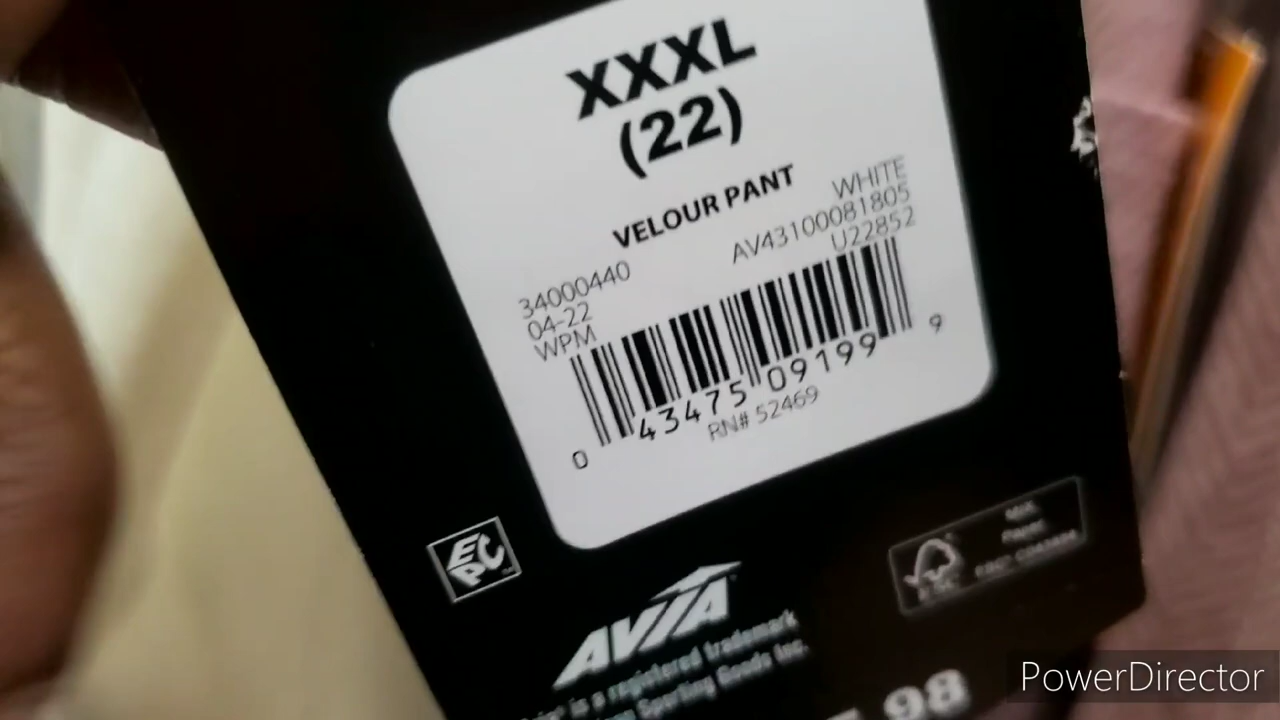 XXXL
(22)
VELOUR PANT
WHITE
34000440
AV43100081805
04-22
U22852
WPM
0 43475 09199 9
RN# 52469
EPC
AVIA
is a registered trademark
Sporting Goods Inc.
98
PowerDirector